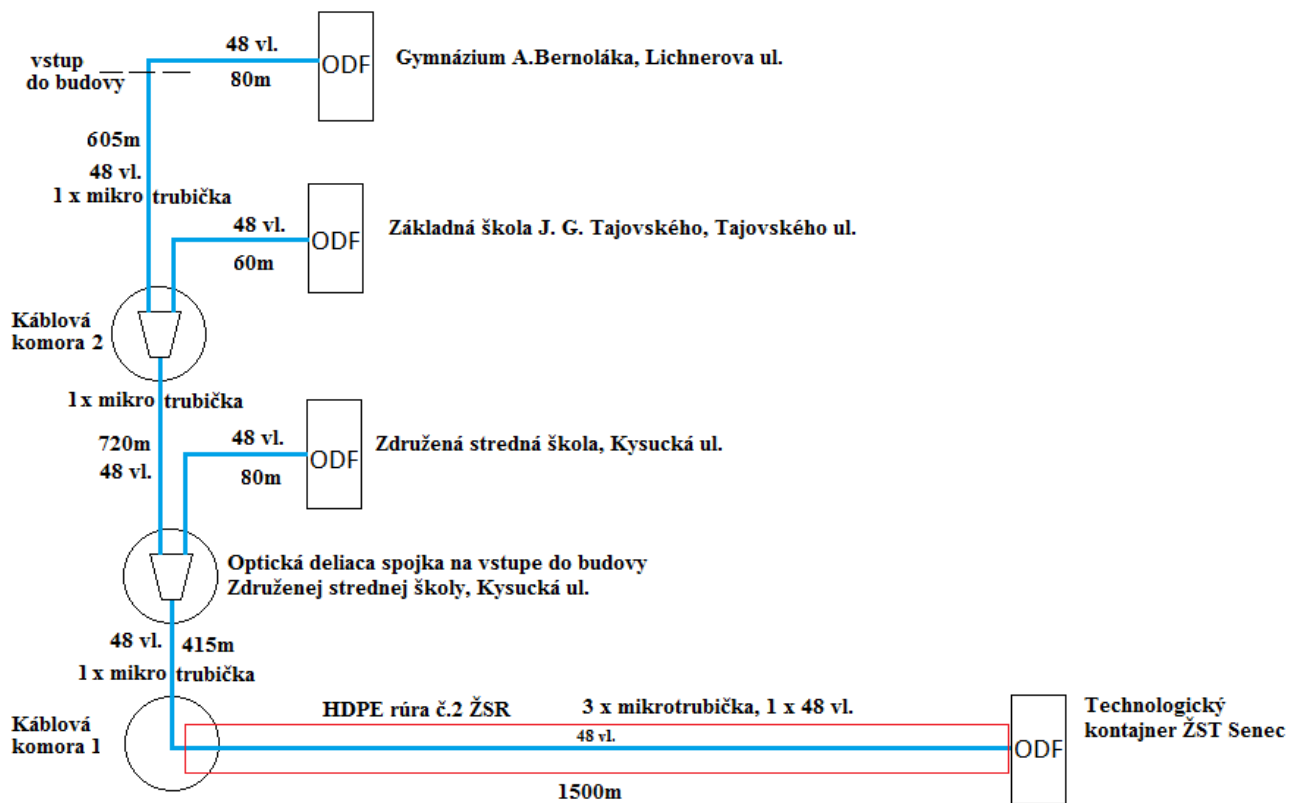 48 vl.
vstup
do budovy
80m
ODF
Gymnázium A.Bernoláka, Lichnerova ul.
605m
48 vl.
1 x mikro trubička
48 vl.
60m
ODF
Základná škola J. G. Tajovského, Tajovského ul.
Káblová
komora 2
1 x mikro trubička
720m
48 vl.
48 vl.
80m
ODF
Združená stredná škola, Kysucká ul.
Optická deliaca spojka na vstupe do budovy
Združenej strednej školy, Kysucká ul.
48 vl. 415m
1 x mikro trubička
Káblová
komora 1
HDPE rúra č.2 ŽSR
3 x mikrotrubička, 1 x 48 vl.
48 vl.
1500m
ODF
Technologický
kontajner ŽST Senec